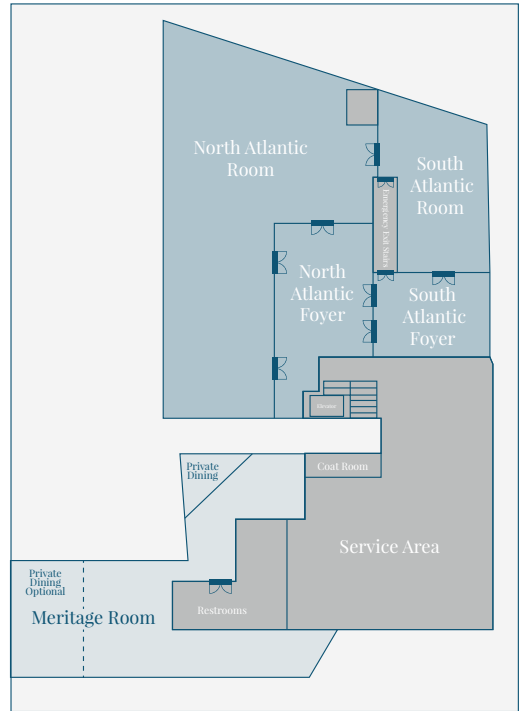 North Atlantic
Room
South
Atlantic
Room
Emergency Exit Stairs
North
Atlantic
Foyer
South
Atlantic
Foyer
Elevator
Private
Dining
Coat Room
Service Area
Private
Dining
Optional
Meritage Room
Restrooms